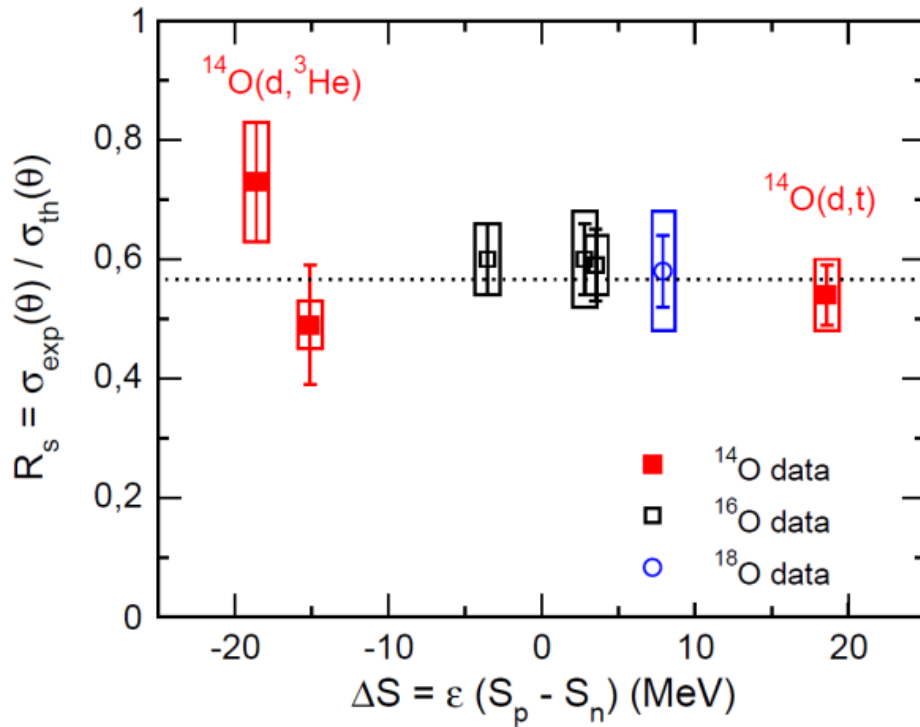 1
0,8
0,6
0,4
0,2
0
-20
-10
0
10
20
R_s = σ_exp(θ) / σ_th(θ)
ΔS = ε (S_p - S_n) (MeV)
¹⁴O(d,³He)
¹⁴O(d,t)
¹⁴O data
¹⁶O data
¹⁸O data